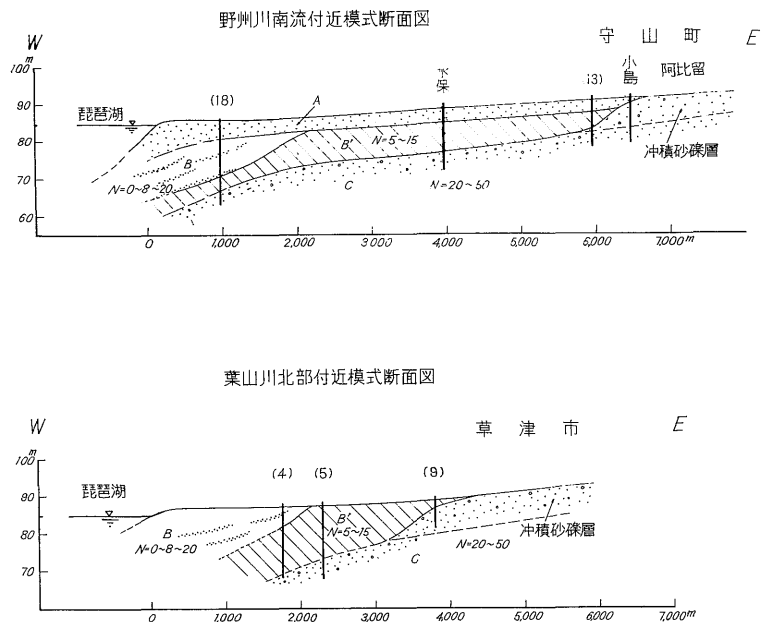 野州川南流付近模式断面図
W
守山町
E
100m
90
80
70
60
琵琶湖
(18)
A
水保
(3)
小島
阿比留
B
B'
N=5~15
N=0~8~20
C
N=20~50
沖積砂礫層
0
1,000
2,000
3,000
4,000
5,000
6,000
7,000m
葉山川北部付近模式断面図
W
草津市
E
m
100
90
80
70
琵琶湖
(4)
(5)
(9)
B
N=0~8~20
B'
N=5~15
C
N=20~50
沖積砂礫層
0
1,000
2,000
3,000
4,000
5,000
6,000
7,000m